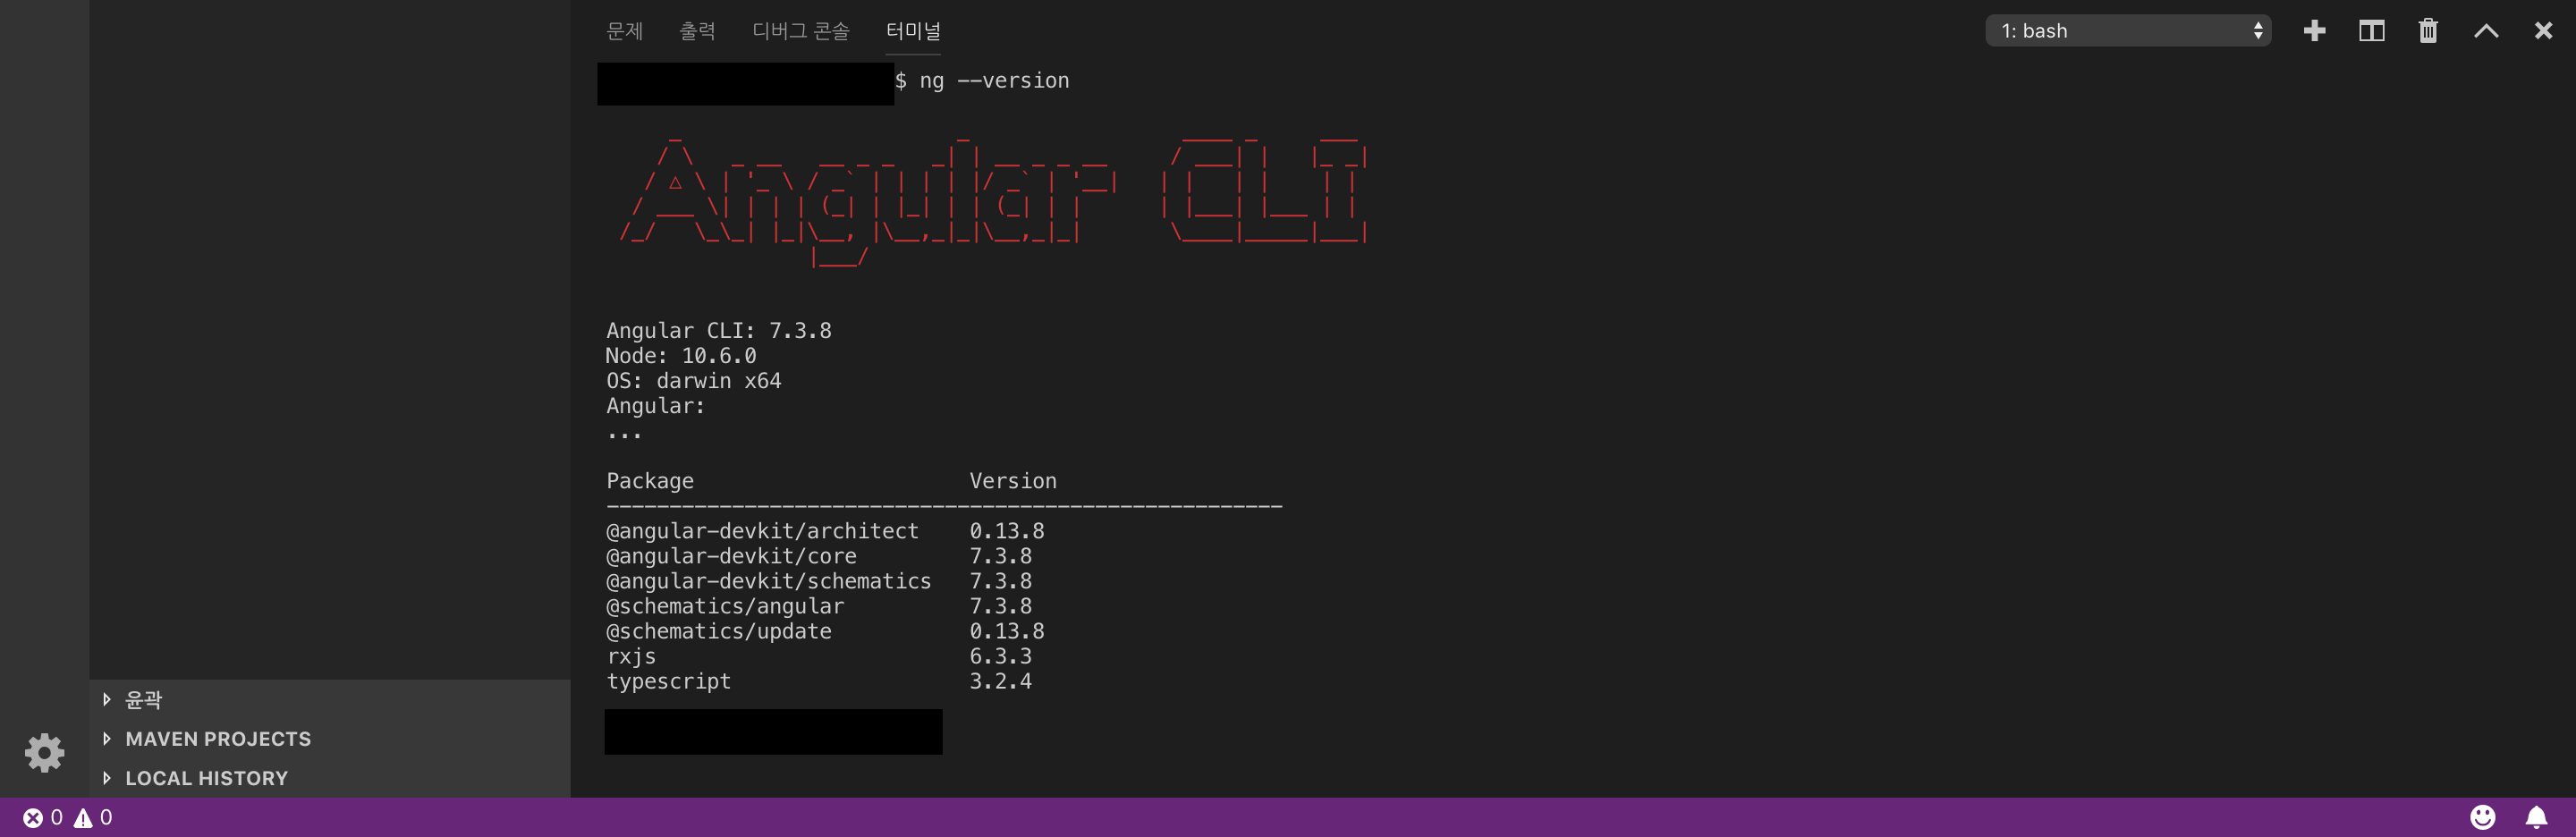 문제 출력 디버그 콘솔 터미널 1: bash
$ ng --version
Angular CLI
Angular CLI: 7.3.8
Node: 10.6.0
OS: darwin x64
Angular:
...
Package Version
------------------------------------------------------
@angular-devkit/architect 0.13.8
@angular-devkit/core 7.3.8
@angular-devkit/schematics 7.3.8
@schematics/angular 7.3.8
@schematics/update 0.13.8
rxjs 6.3.3
typescript 3.2.4
윤곽
MAVEN PROJECTS
LOCAL HISTORY
0 0